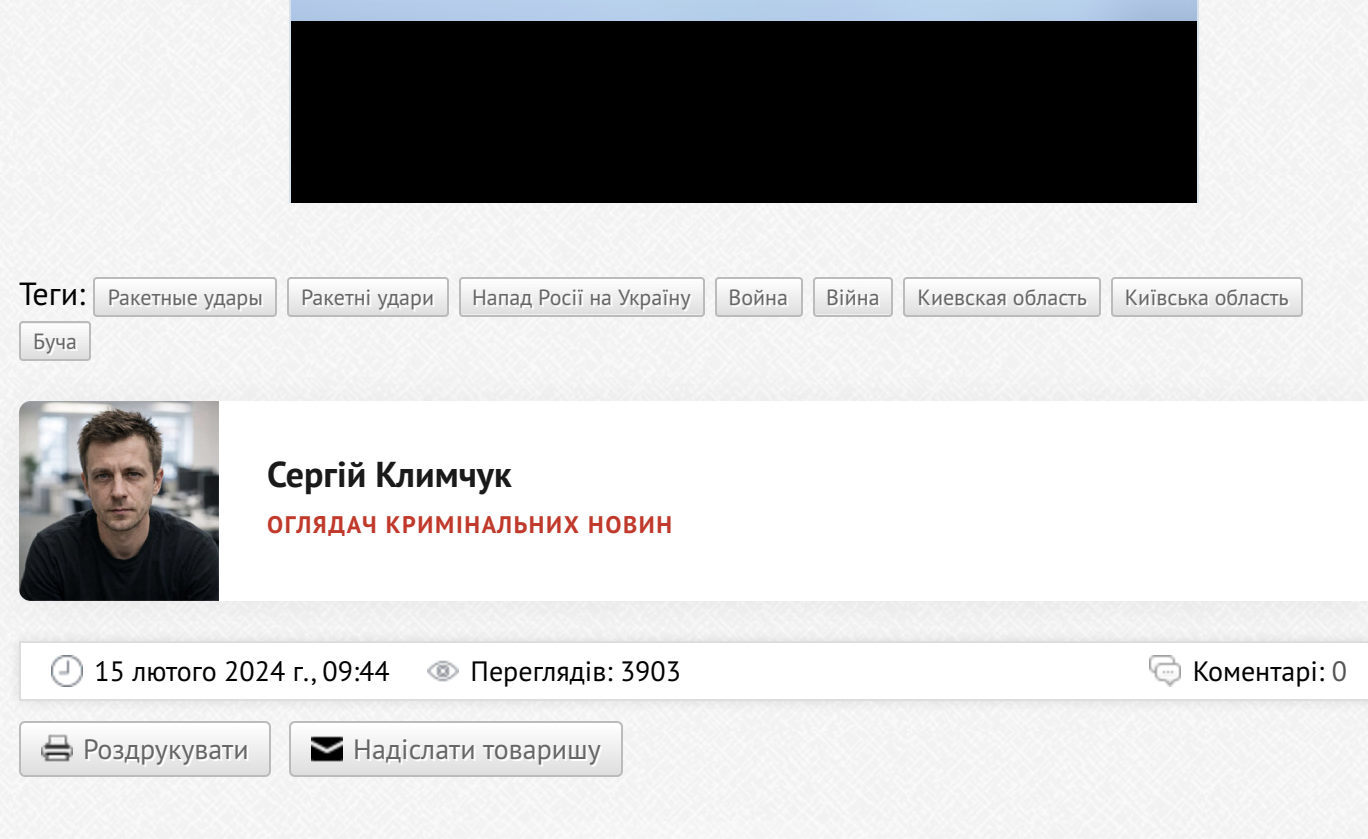 Теги: Ракетные удары Ракетні удари Напад Росії на Україну Война Війна Киевская область Київська область
Буча
Сергій Климчук
ОГЛЯДАЧ КРИМІНАЛЬНИХ НОВИН
15 лютого 2024 г., 09:44 Переглядів: 3903 Коментарі: 0
Роздрукувати Надіслати товаришу